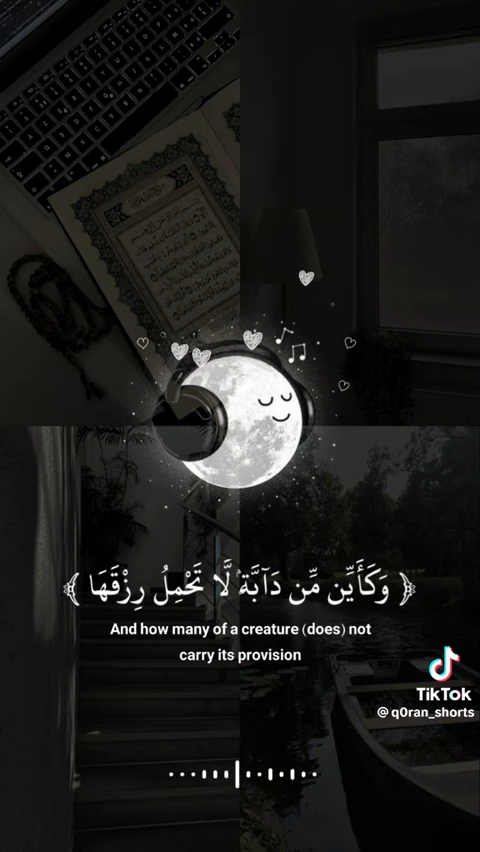 ﴿ وَكَأَيِّن مِّن دَآبَّةٖ لَّا تَحۡمِلُ رِزۡقَهَا ﴾
And how many of a creature (does) not
carry its provision
TikTok
@ q0ran_shorts